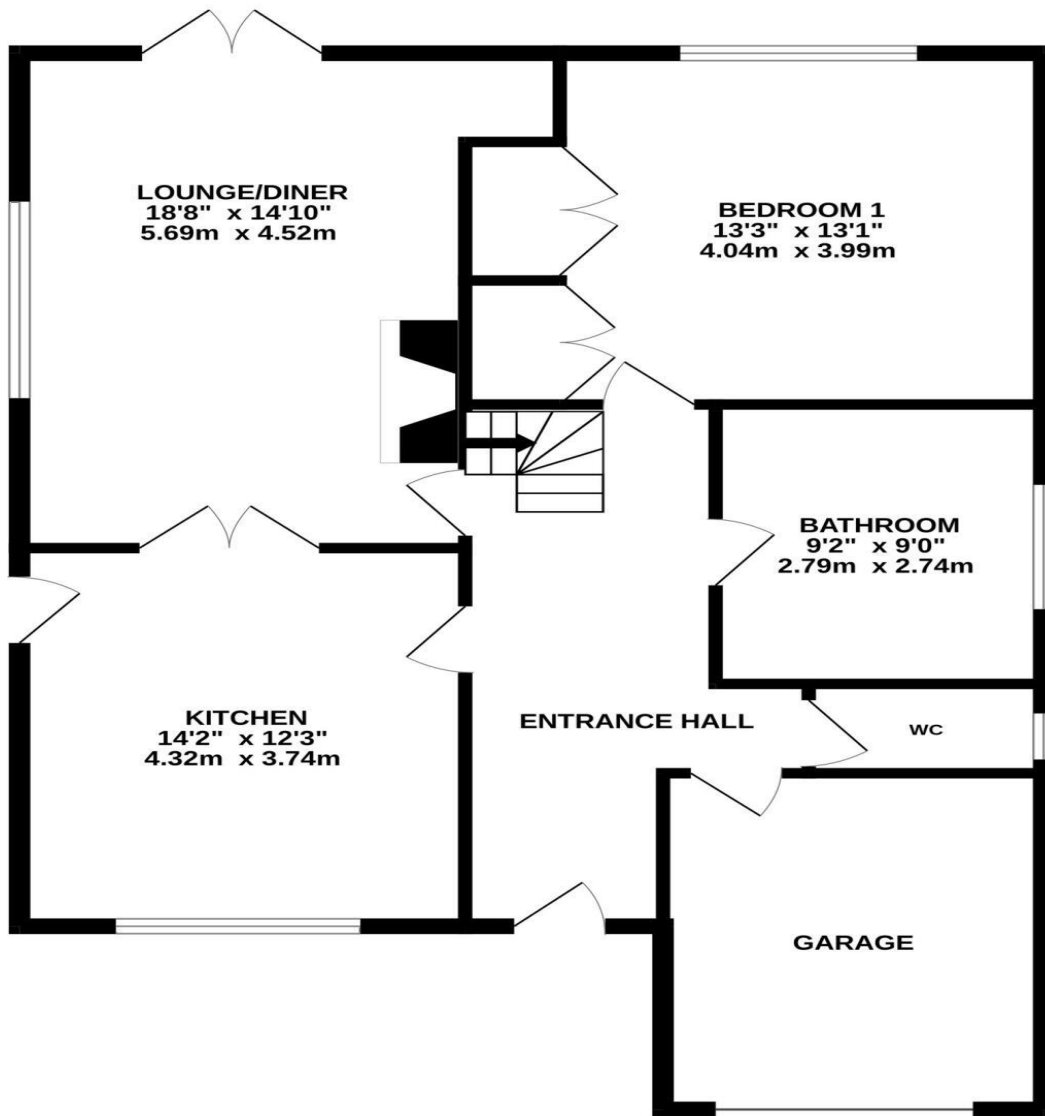 LOUNGE/DINER
18'8" x 14'10"
5.69m x 4.52m
BEDROOM 1
13'3" x 13'1"
4.04m x 3.99m
BATHROOM
9'2" x 9'0"
2.79m x 2.74m
KITCHEN
14'2" x 12'3"
4.32m x 3.74m
ENTRANCE HALL
WC
GARAGE